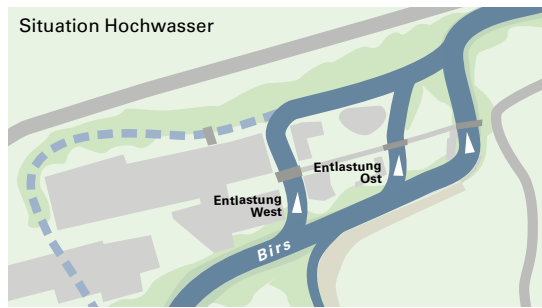 Situation Hochwasser
Entlastung
Ost
Entlastung
West
Birs